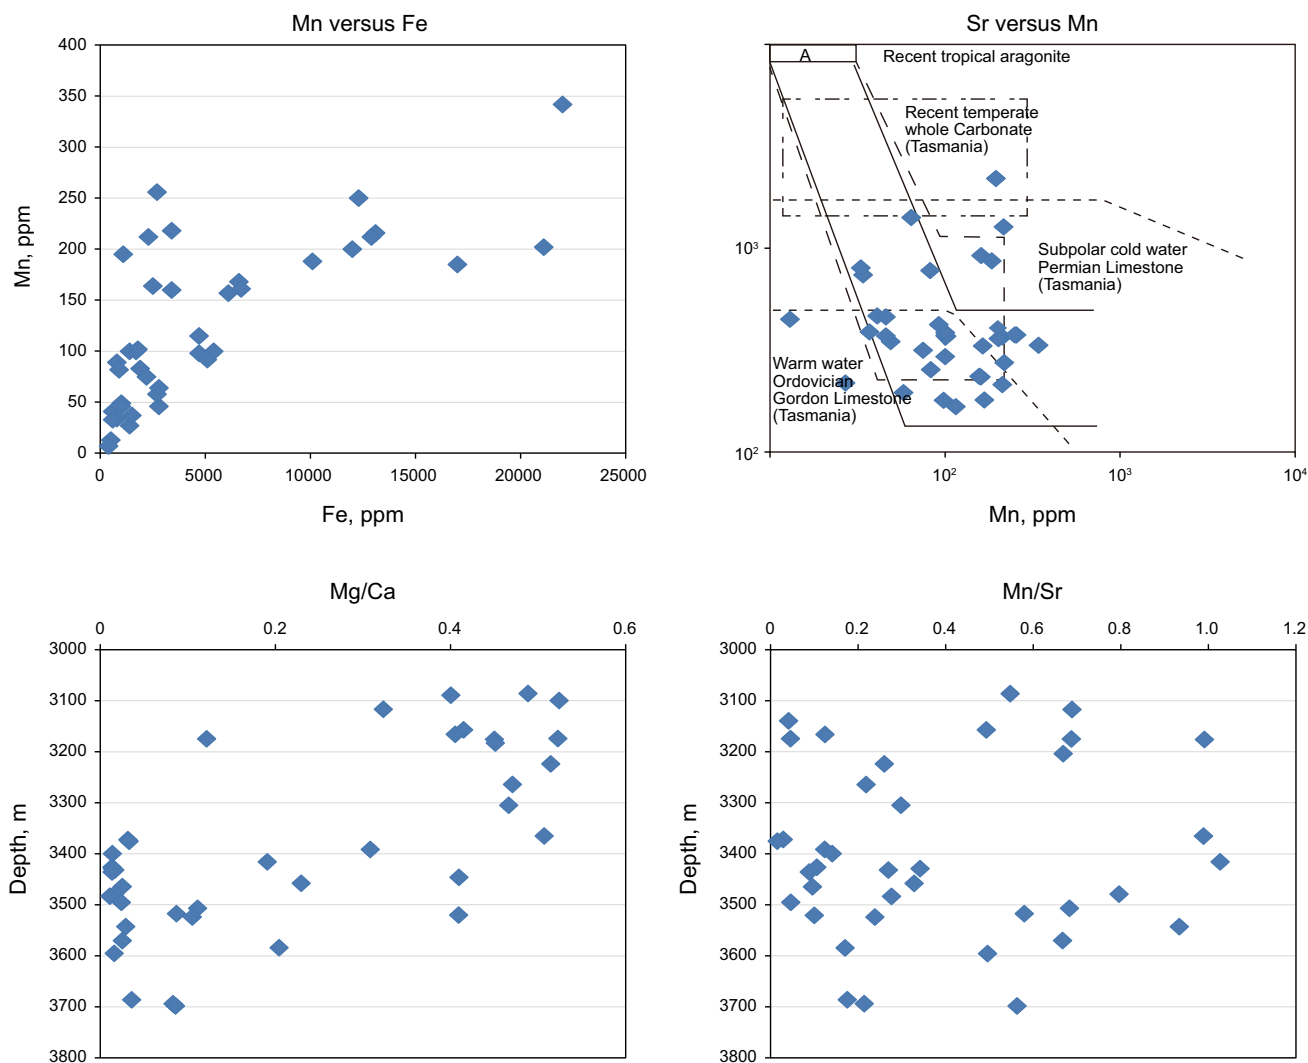 Mn versus Fe
400
350
300
250
200
150
100
50
0
Mn, ppm
0 5000 10000 15000 20000 25000
Fe, ppm
Sr versus Mn
A
Recent tropical aragonite
Recent temperate
whole Carbonate
(Tasmania)
Subpolar cold water
Permian Limestone
(Tasmania)
Warm water
Ordovician
Gordon Limestone
(Tasmania)
10³
10²
10² 10³ 10⁴
Mn, ppm
Mg/Ca
0 0.2 0.4 0.6
3000
3100
3200
3300
3400
3500
3600
3700
3800
Depth, m
Mn/Sr
0 0.2 0.4 0.6 0.8 1.0 1.2
3000
3100
3200
3300
3400
3500
3600
3700
3800
Depth, m